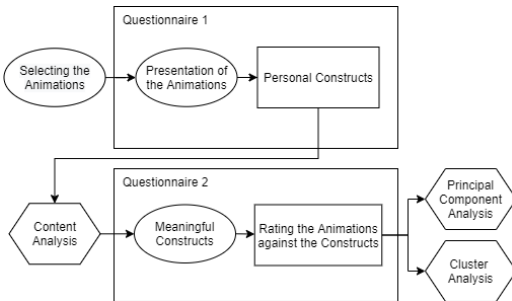 Questionnaire 1
Selecting the
Animations
Presentation of
the Animations
Personal Constructs
Questionnaire 2
Content
Analysis
Meaningful
Constructs
Rating the Animations
against the Constructs
Principal
Component
Analysis
Cluster
Analysis